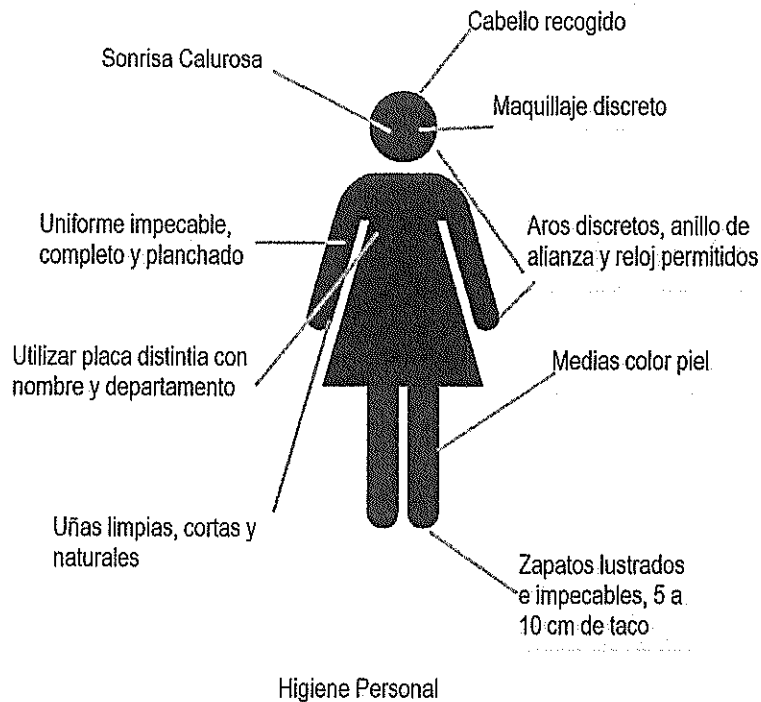 Cabello recogido
Sonrisa Calurosa
Maquillaje discreto
Uniforme impecable,
completo y planchado
Aros discretos, anillo de
alianza y reloj permitidos
Utilizar placa distintia con
nombre y departamento
Medias color piel
Uñas limpias, cortas y
naturales
Zapatos lustrados
e impecables, 5 a
10 cm de taco
Higiene Personal